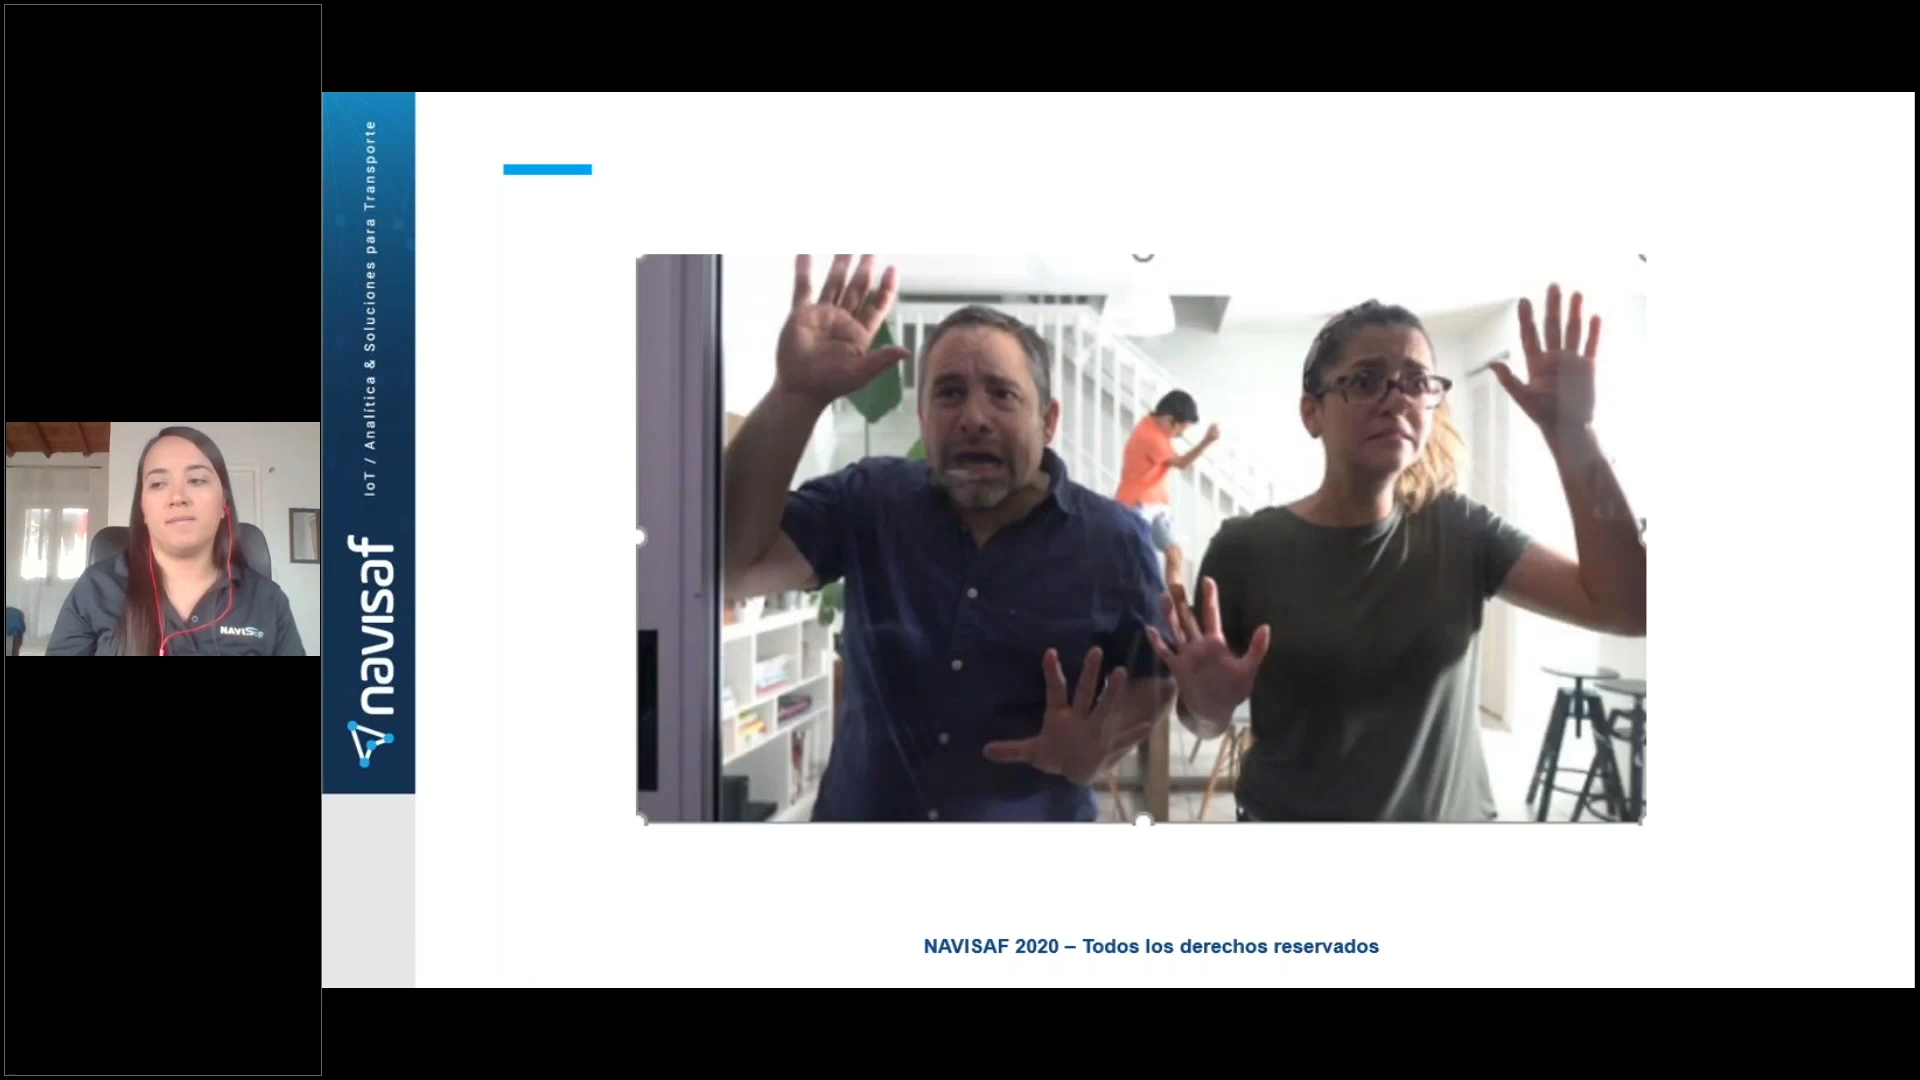 IoT / Analítica & Soluciones para Transporte
navisaf
NAVISAF 2020 – Todos los derechos reservados